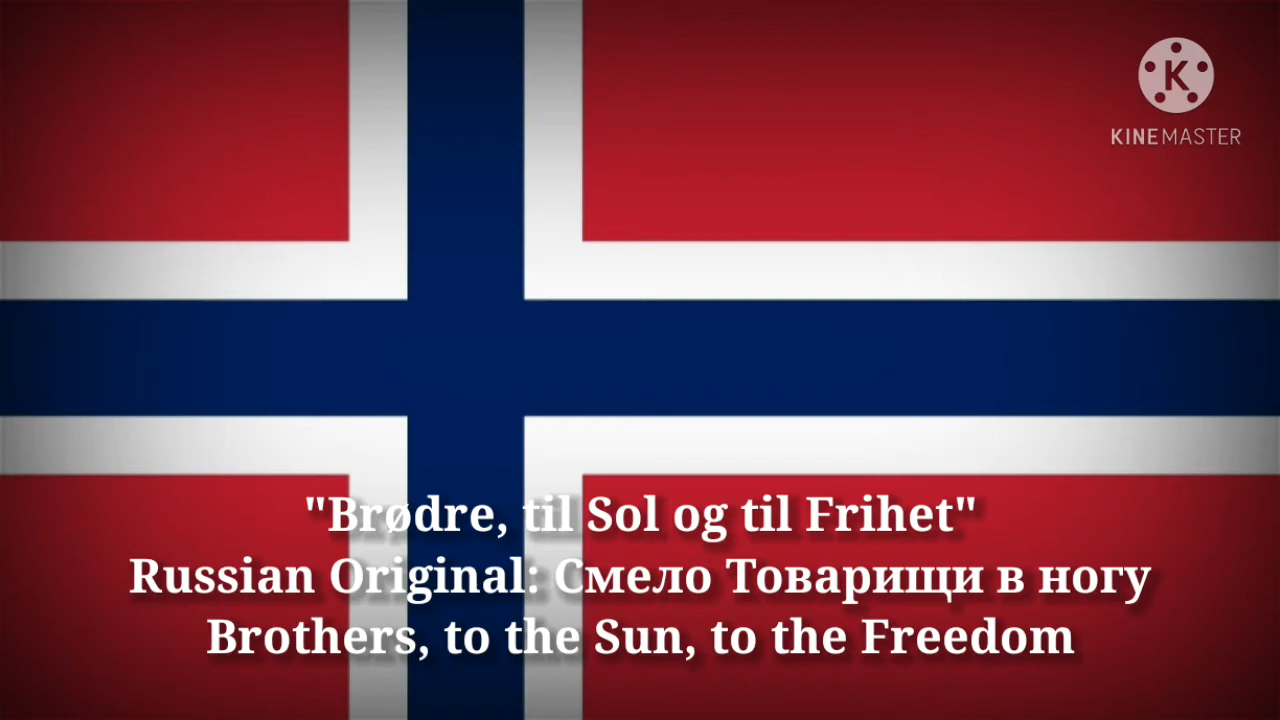 KINEMASTER
"Brødre, til Sol og til Frihet"
Russian Original: Смело Товарищи в ногу
Brothers, to the Sun, to the Freedom